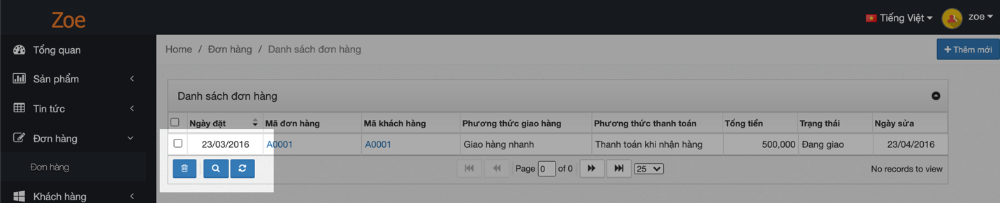 Zoe
Tiếng Việt
zoe
Tổng quan
Home / Đơn hàng / Danh sách đơn hàng
Thêm mới
Sản phẩm
Tin tức
Đơn hàng
Đơn hàng
Khách hàng
Danh sách đơn hàng
Ngày đặt Mã đơn hàng Mã khách hàng Phương thức giao hàng Phương thức thanh toán Tổng tiền Trạng thái Ngày sửa
23/03/2016 A0001 A0001 Giao hàng nhanh Thanh toán khi nhận hàng 500,000 Đang giao 23/04/2016
Page 0 of 0 25 No records to view